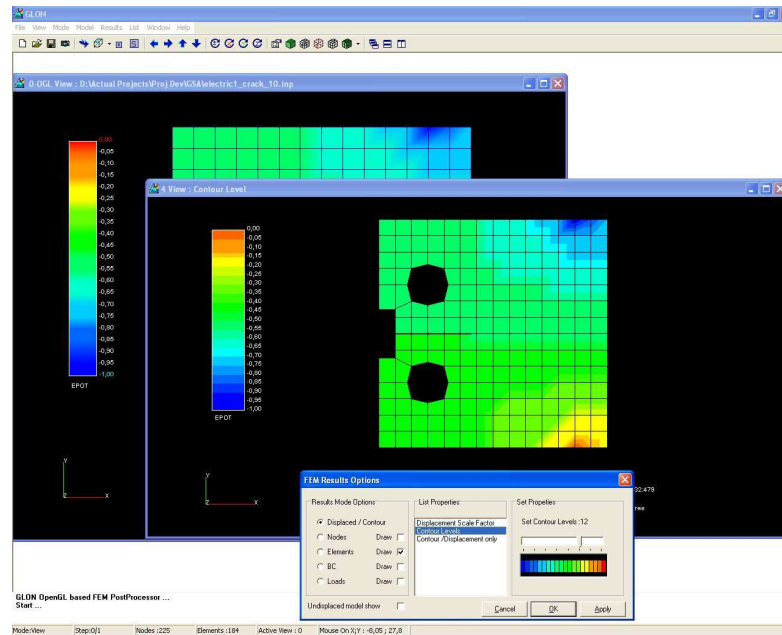 GLON
File View Mode Model Results List Window Help
0-DGL View : D:\Actual Projects\Proj Dev\GSA\electric1_crack_10.inp
0,00
-0,05
-0,10
-0,15
-0,20
-0,25
-0,30
-0,35
-0,40
-0,45
-0,50
-0,55
-0,60
-0,65
-0,70
-0,75
-0,80
-0,85
-0,90
-0,95
-1,00
EPOT
Y
Z X
4 View : Contour Level
0,00
-0,05
-0,10
-0,15
-0,20
-0,25
-0,30
-0,35
-0,40
-0,45
-0,50
-0,55
-0,60
-0,65
-0,70
-0,75
-0,80
-0,85
-0,90
-0,95
-1,00
EPOT
Y
Z X
32:479
res
FEM Results Options
Results Mode Options
Displaced / Contour
Nodes Draw
Elements Draw
BC Draw
Loads Draw
Undisplaced model show
List Properties
Displacement Scale Factor
Contour Levels
Contour /Displacement only
Set Propeties
Set Contour Levels :12
Cancel OK Apply
GLON OpenGL based FEM PostProcessor ...
Start ...
Mode:View Step:0/1 Nodes :225 Elements :184 Active View : 0 Mouse On X;Y : -8,05 ; 27,8